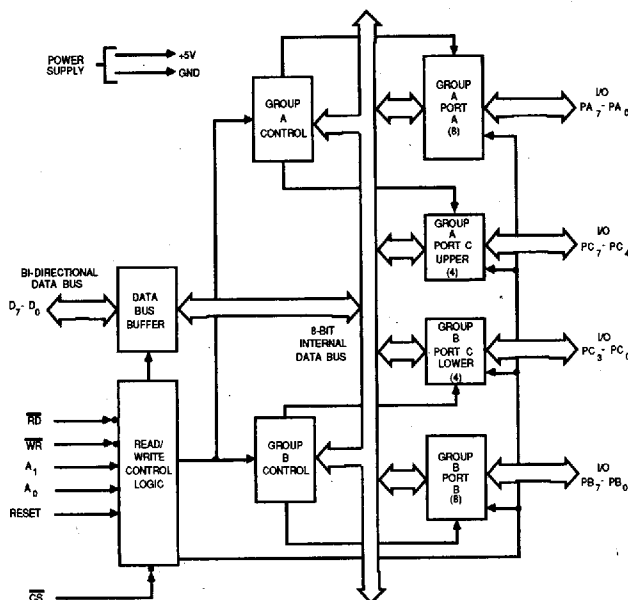 POWER
SUPPLY
+5V
GND
GROUP
A
CONTROL
GROUP
A
PORT
A
(8)
I/O
PA7 - PA0
GROUP
A
PORT C
UPPER
(4)
I/O
PC7 - PC4
BI-DIRECTIONAL
DATA BUS
D7 - D0
DATA
BUS
BUFFER
8-BIT
INTERNAL
DATA BUS
GROUP
B
PORT C
LOWER
(4)
I/O
PC3 - PC0
RD
WR
A1
A0
RESET
READ/
WRITE
CONTROL
LOGIC
GROUP
B
CONTROL
GROUP
B
PORT
B
(8)
I/O
PB7 - PB0
CS